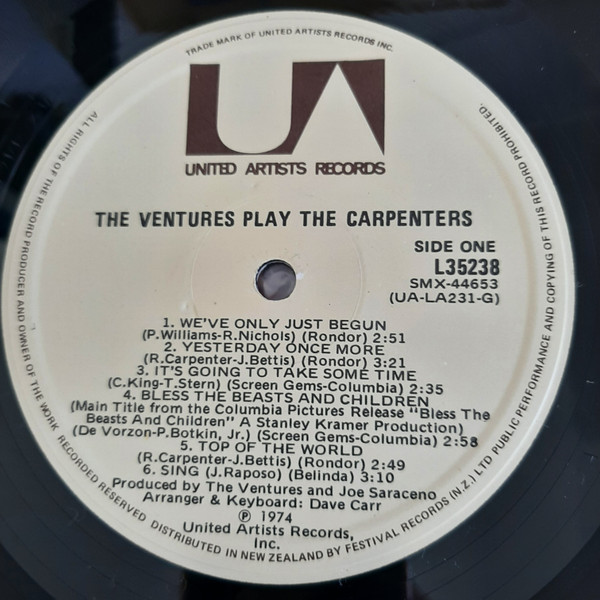 TRADE MARK OF UNITED ARTISTS RECORDS INC.
UA
UNITED ARTISTS RECORDS
THE VENTURES PLAY THE CARPENTERS
SIDE ONE
L35238
SMX-44653
(UA-LA231-G)
1. WE'VE ONLY JUST BEGUN
(P.Williams-R.Nichols) (Rondor) 2:51
2. YESTERDAY ONCE MORE
(R.Carpenter-J.Bettis) (Rondor) 3:21
3. IT'S GOING TO TAKE SOME TIME
(C.King-T.Stern) (Screen Gems-Columbia) 2:35
4. BLESS THE BEASTS AND CHILDREN
(Main Title from the Columbia Pictures Release "Bless The
Beasts And Children" A Stanley Kramer Production)
(De Vorzon-P.Botkin, Jr.) (Screen Gems-Columbia) 2:58
5. TOP OF THE WORLD
(R.Carpenter-J.Bettis) (Rondor) 2:49
6. SING (J.Raposo) (Belinda) 3:10
Produced by The Ventures and Joe Saraceno
Arranger & Keyboard: Dave Carr
℗ 1974
United Artists Records,
Inc.
ALL RIGHTS OF THE RECORD PRODUCER AND OWNER OF THE WORK RECORDED RESERVED DISTRIBUTED IN NEW ZEALAND BY FESTIVAL RECORDS (N.Z.) LTD PUBLIC PERFORMANCE AND COPYING OF THIS RECORD PROHIBITED.